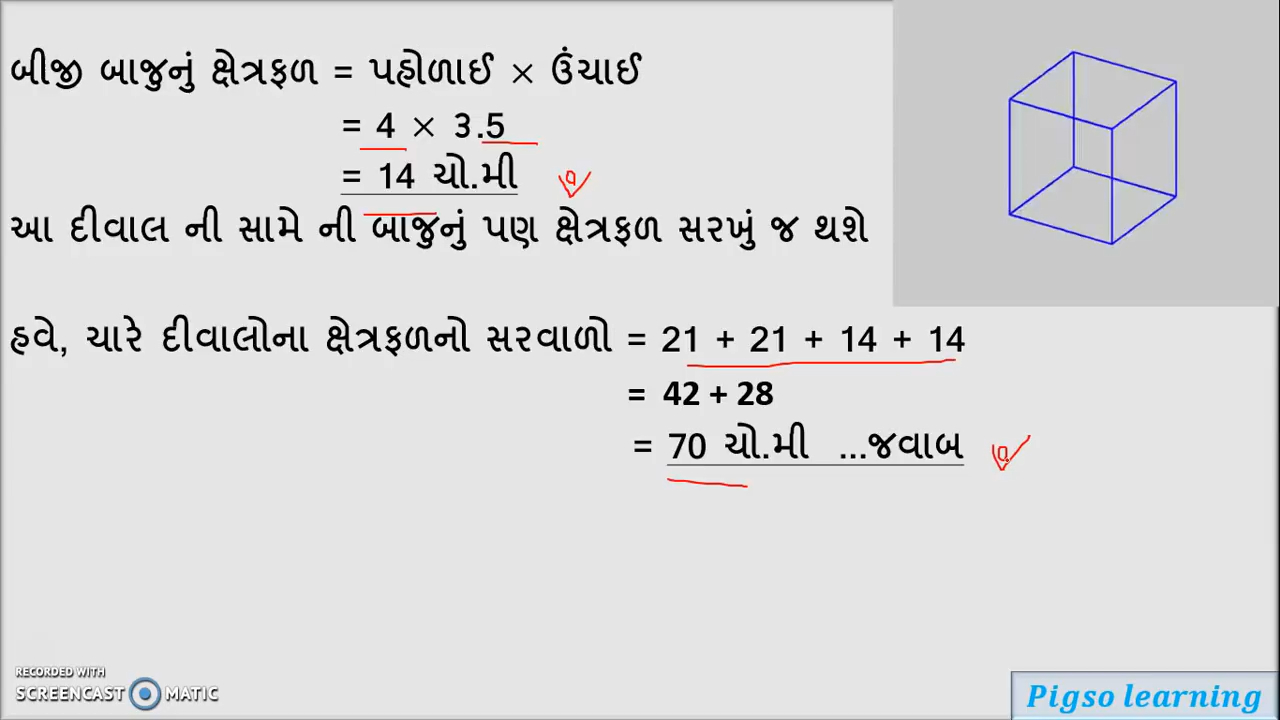 બીજી બાજુનું ક્ષેત્રફળ = પહોળાઈ × ઉંચાઈ
= 4 × ૩.5
= 14 ચો.મી
આ દીવાલ ની સામે ની બાજુનું પણ ક્ષેત્રફળ સરખું જ થશે
હવે, ચારે દીવાલોના ક્ષેત્રફળનો સરવાળો = 21 + 21 + 14 + 14
= 42 + 28
= 70 ચો.મી ...જવાબ
RECORDED WITH
SCREENCAST MATIC
Pigso learning